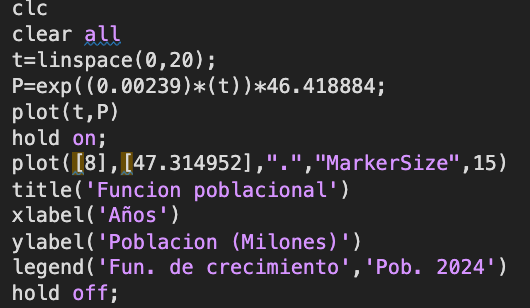 clc
clear all
t=linspace(0,20);
P=exp((0.00239)*(t))*46.418884;
plot(t,P)
hold on;
plot([8],[47.314952],".","MarkerSize",15)
title('Funcion poblacional')
xlabel('Años')
ylabel('Poblacion (Milones)')
legend('Fun. de crecimiento','Pob. 2024')
hold off;